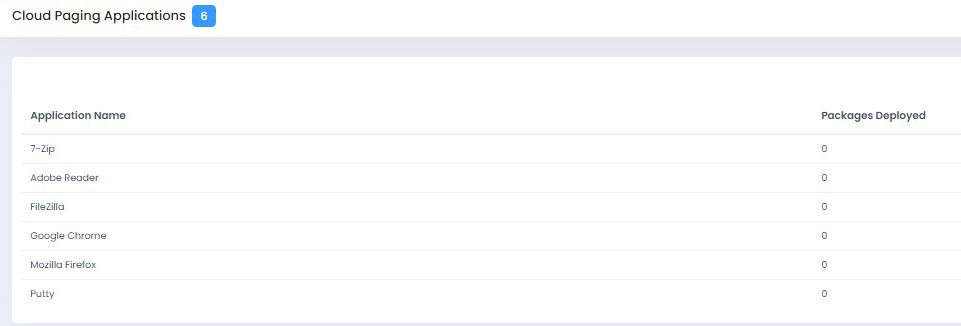 Cloud Paging Applications 6
Application Name Packages Deployed
7-Zip 0
Adobe Reader 0
FileZilla 0
Google Chrome 0
Mozilla Firefox 0
Putty 0